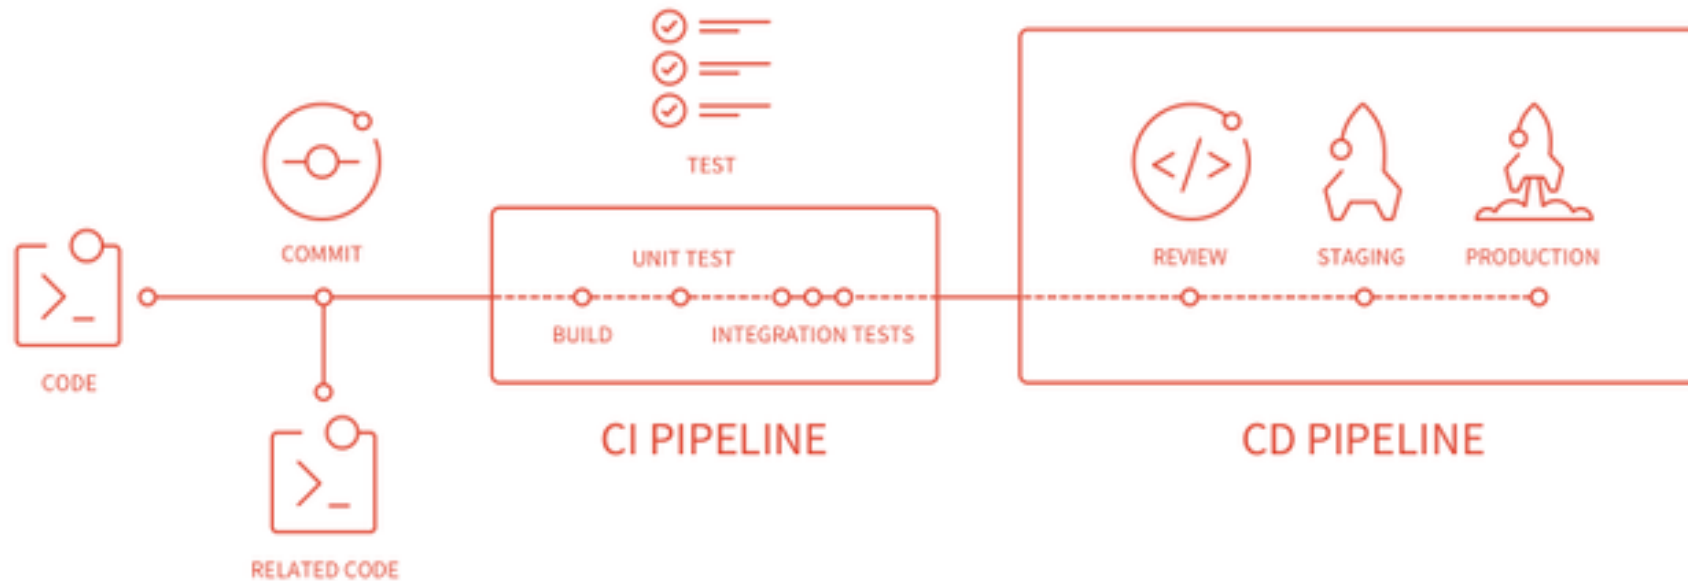 TEST
COMMIT
UNIT TEST
REVIEW
STAGING
PRODUCTION
BUILD
INTEGRATION TESTS
CODE
CI PIPELINE
CD PIPELINE
RELATED CODE